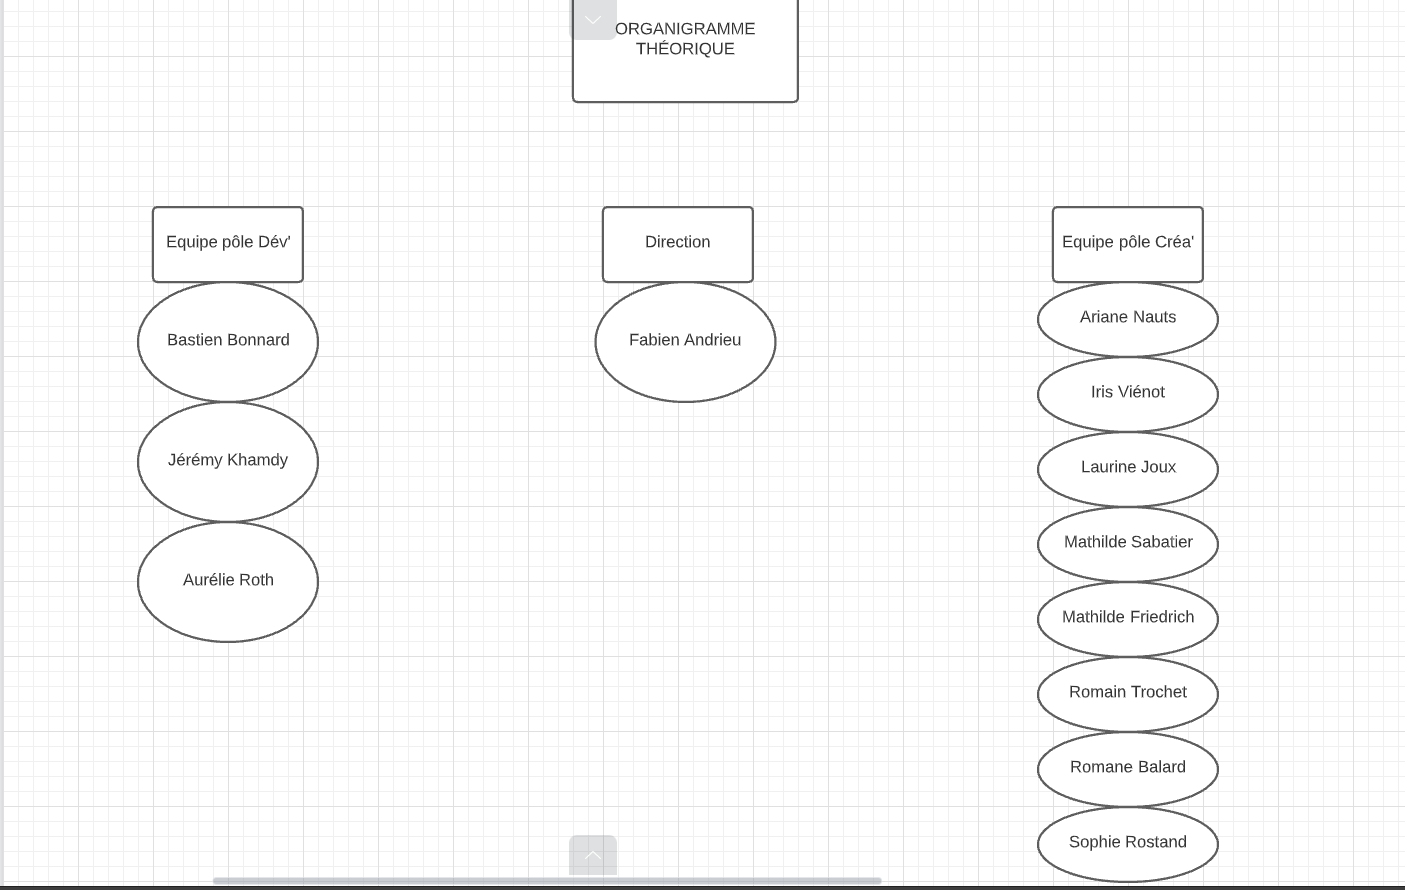 ORGANIGRAMME
THÉORIQUE
Equipe pôle Dév'
Bastien Bonnard
Jérémy Khamdy
Aurélie Roth
Direction
Fabien Andrieu
Equipe pôle Créa'
Ariane Nauts
Iris Viénot
Laurine Joux
Mathilde Sabatier
Mathilde Friedrich
Romain Trochet
Romane Balard
Sophie Rostand